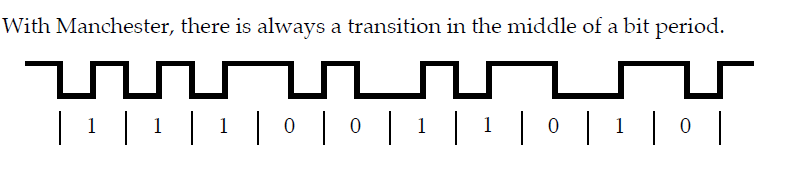 With Manchester, there is always a transition in the middle of a bit period.
| 1 | 1 | 1 | 0 | 0 | 1 | 1 | 0 | 1 | 0 |